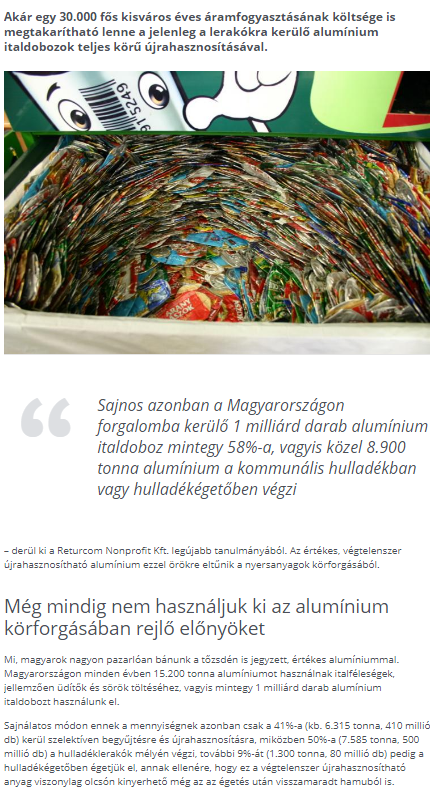 Akár egy 30.000 fős kisváros éves áramfogyasztásának költsége is
megtakarítható lenne a jelenleg a lerakókra kerülő alumínium
italdobozok teljes körű újrahasznosításával.
915249
Sajnos azonban a Magyarországon
forgalomba kerülő 1 milliárd darab alumínium
italdoboz mintegy 58%-a, vagyis közel 8.900
tonna alumínium a kommunális hulladékban
vagy hulladékégetőben végzi
– derül ki a Returcom Nonprofit Kft. legújabb tanulmányából. Az értékes, végtelenszer
újrahasznosítható alumínium ezzel örökre eltűnik a nyersanyagok körforgásából.
Még mindig nem használjuk ki az alumínium
körforgásában rejlő előnyöket
Mi, magyarok nagyon pazarlóan bánunk a tőzsdén is jegyzett, értékes alumíniummal.
Magyarországon minden évben 15.200 tonna alumíniumot használnak italféleségek,
jellemzően üdítők és sörök töltéséhez, vagyis mintegy 1 milliárd darab alumínium
italdobozt használunk el.
Sajnálatos módon ennek a mennyiségnek azonban csak a 41%-a (kb. 6.315 tonna, 410 millió
db) kerül szelektíven begyűjtésre és újrahasznosításra, miközben 50%-a (7.585 tonna, 500
millió db) a hulladéklerakók mélyén végzi, további 9%-át (1.300 tonna, 80 millió db) pedig a
hulladékégetőben égetjük el, annak ellenére, hogy ez a végtelenszer újrahasznosítható
anyag viszonylag olcsón kinyerhető még az az égetés után visszamaradt hamuból is.